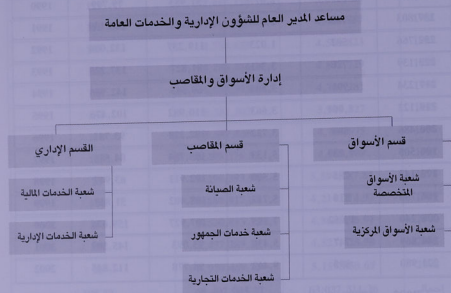 مساعد المدير العام للشؤون الإدارية والخدمات العامة
إدارة الأسواق والمقاصب
قسم الأسواق
قسم المقاصب
القسم الإداري
شعبة الأسواق
المتخصصة
شعبة الصيانة
شعبة الخدمات المالية
شعبة الأسواق المركزية
شعبة خدمات الجمهور
شعبة الخدمات الإدارية
شعبة الخدمات التجارية